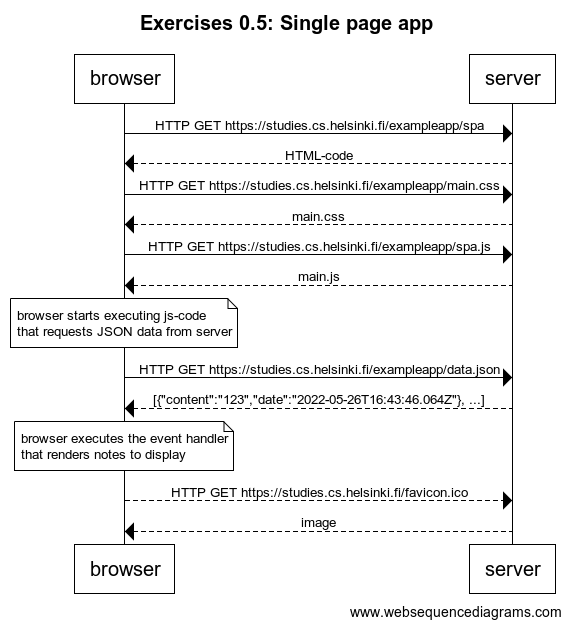 Exercises 0.5: Single page app
browser
server
HTTP GET https://studies.cs.helsinki.fi/exampleapp/spa
HTML-code
HTTP GET https://studies.cs.helsinki.fi/exampleapp/main.css
main.css
HTTP GET https://studies.cs.helsinki.fi/exampleapp/spa.js
main.js
browser starts executing js-code
that requests JSON data from server
HTTP GET https://studies.cs.helsinki.fi/exampleapp/data.json
[{"content":"123","date":"2022-05-26T16:43:46.064Z"}, ...]
browser executes the event handler
that renders notes to display
HTTP GET https://studies.cs.helsinki.fi/favicon.ico
image
browser
server
www.websequencediagrams.com